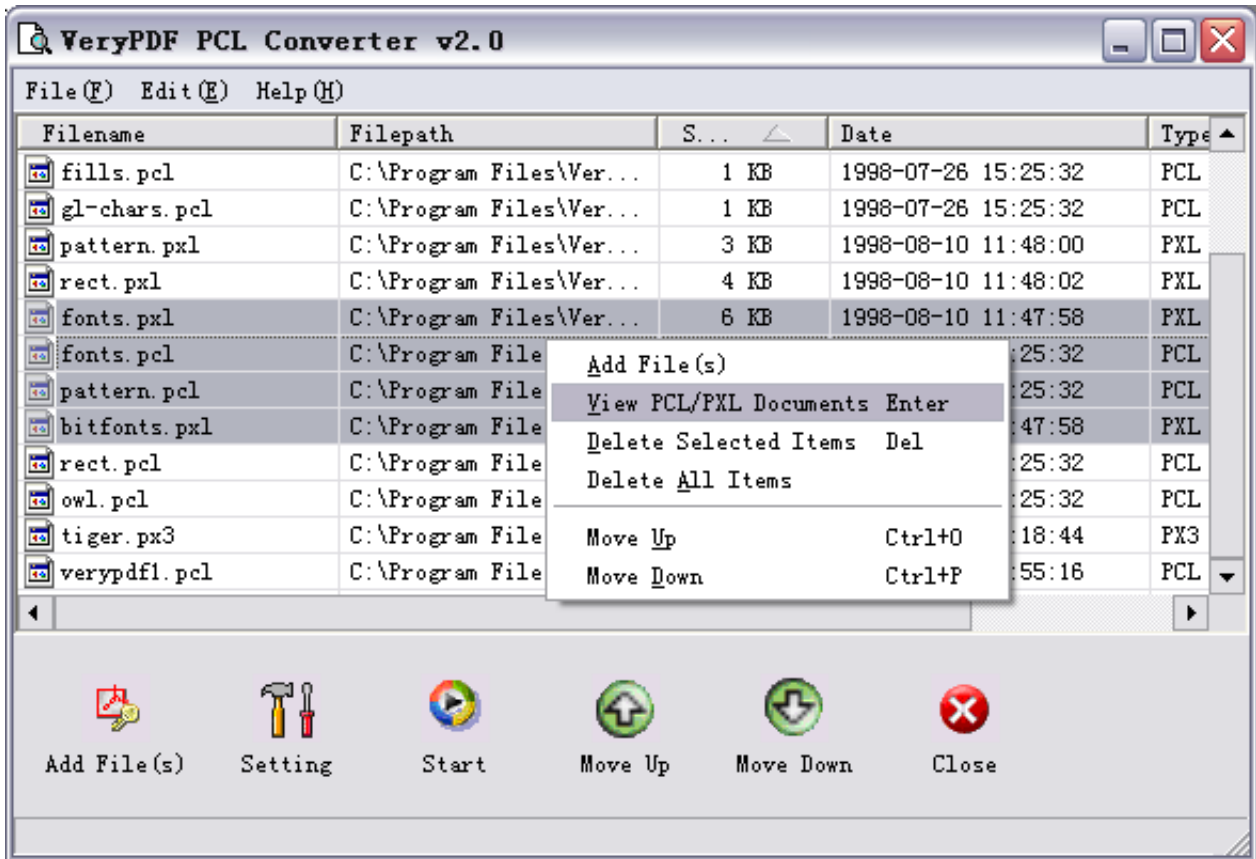 VeryPDF PCL Converter v2.0
File(F) Edit(E) Help(H)
Filename Filepath S... Date Type
fills.pcl C:\Program Files\Ver... 1 KB 1998-07-26 15:25:32 PCL
gl-chars.pcl C:\Program Files\Ver... 1 KB 1998-07-26 15:25:32 PCL
pattern.pxl C:\Program Files\Ver... 3 KB 1998-08-10 11:48:00 PXL
rect.pxl C:\Program Files\Ver... 4 KB 1998-08-10 11:48:02 PXL
fonts.pxl C:\Program Files\Ver... 6 KB 1998-08-10 11:47:58 PXL
fonts.pcl C:\Program File :25:32 PCL
pattern.pcl C:\Program File :25:32 PCL
bitfonts.pxl C:\Program File :47:58 PXL
rect.pcl C:\Program File :25:32 PCL
owl.pcl C:\Program File :25:32 PCL
tiger.px3 C:\Program File :18:44 PX3
verypdf1.pcl C:\Program File :55:16 PCL
Add File(s)
View PCL/PXL Documents Enter
Delete Selected Items Del
Delete All Items
Move Up Ctrl+O
Move Down Ctrl+P
Add File(s) Setting Start Move Up Move Down Close